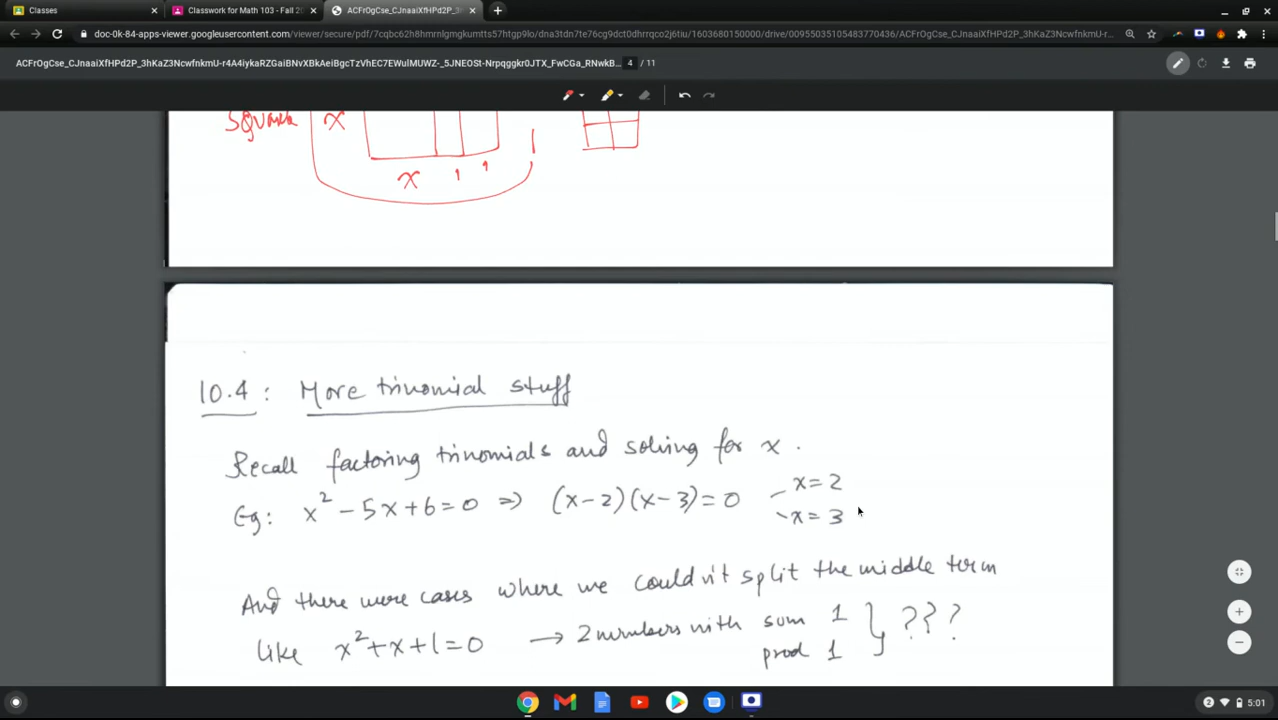 Classes
Classwork for Math 103 - Fall 20
ACFrOgCse_CJnaaiXfHPd2P_3h
doc-0k-84-apps-viewer.googleusercontent.com/viewer/secure/pdf/7cqbc62h8hmrnlgmgkumtts57htgp9lo/dna3tdn7te76cg9dct0dhrrqco2j6tiu/1603680150000/drive/00955035105483770436/ACFrOgCse_CJnaaiXfHPd2P_3hKaZ3NcwfnkmU-r...
ACFrOgCse_CJnaaiXfHPd2P_3hKaZ3NcwfnkmU-r4A4iykaRZGaiBNvXBkAeiBgcTzVhEC7EWulMUWZ-_5JNEOSt-Nrpqggkr0JTX_FwCGa_RNwkB...
4 / 11
square x
x 1 1 1
10.4 : More trinomial stuff
Recall factoring trinomials and solving for x .
Eg: x² - 5x + 6 = 0 ⇒ (x-2)(x-3) = 0
x = 2
x = 3
And there were cases where we couldn't split the middle term
like x² + x + 1 = 0 → 2 numbers with sum 1 } ???
prod 1
2
5:01